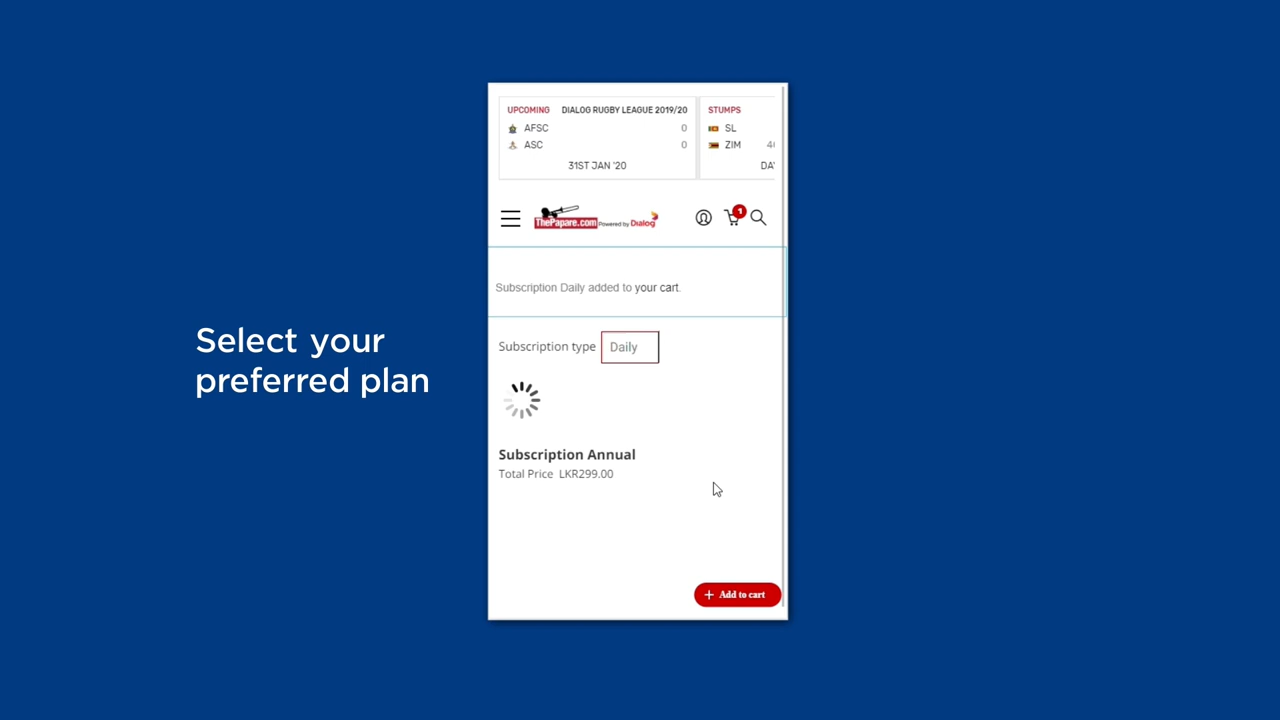 UPCOMING DIALOG RUGBY LEAGUE 2019/20
AFSC 0
ASC 0
31ST JAN '20
STUMPS
SL
ZIM
ThePapare.com Powered by Dialog
1
Subscription Daily added to your cart.
Select your
preferred plan
Subscription type Daily
Subscription Annual
Total Price LKR299.00
+ Add to cart